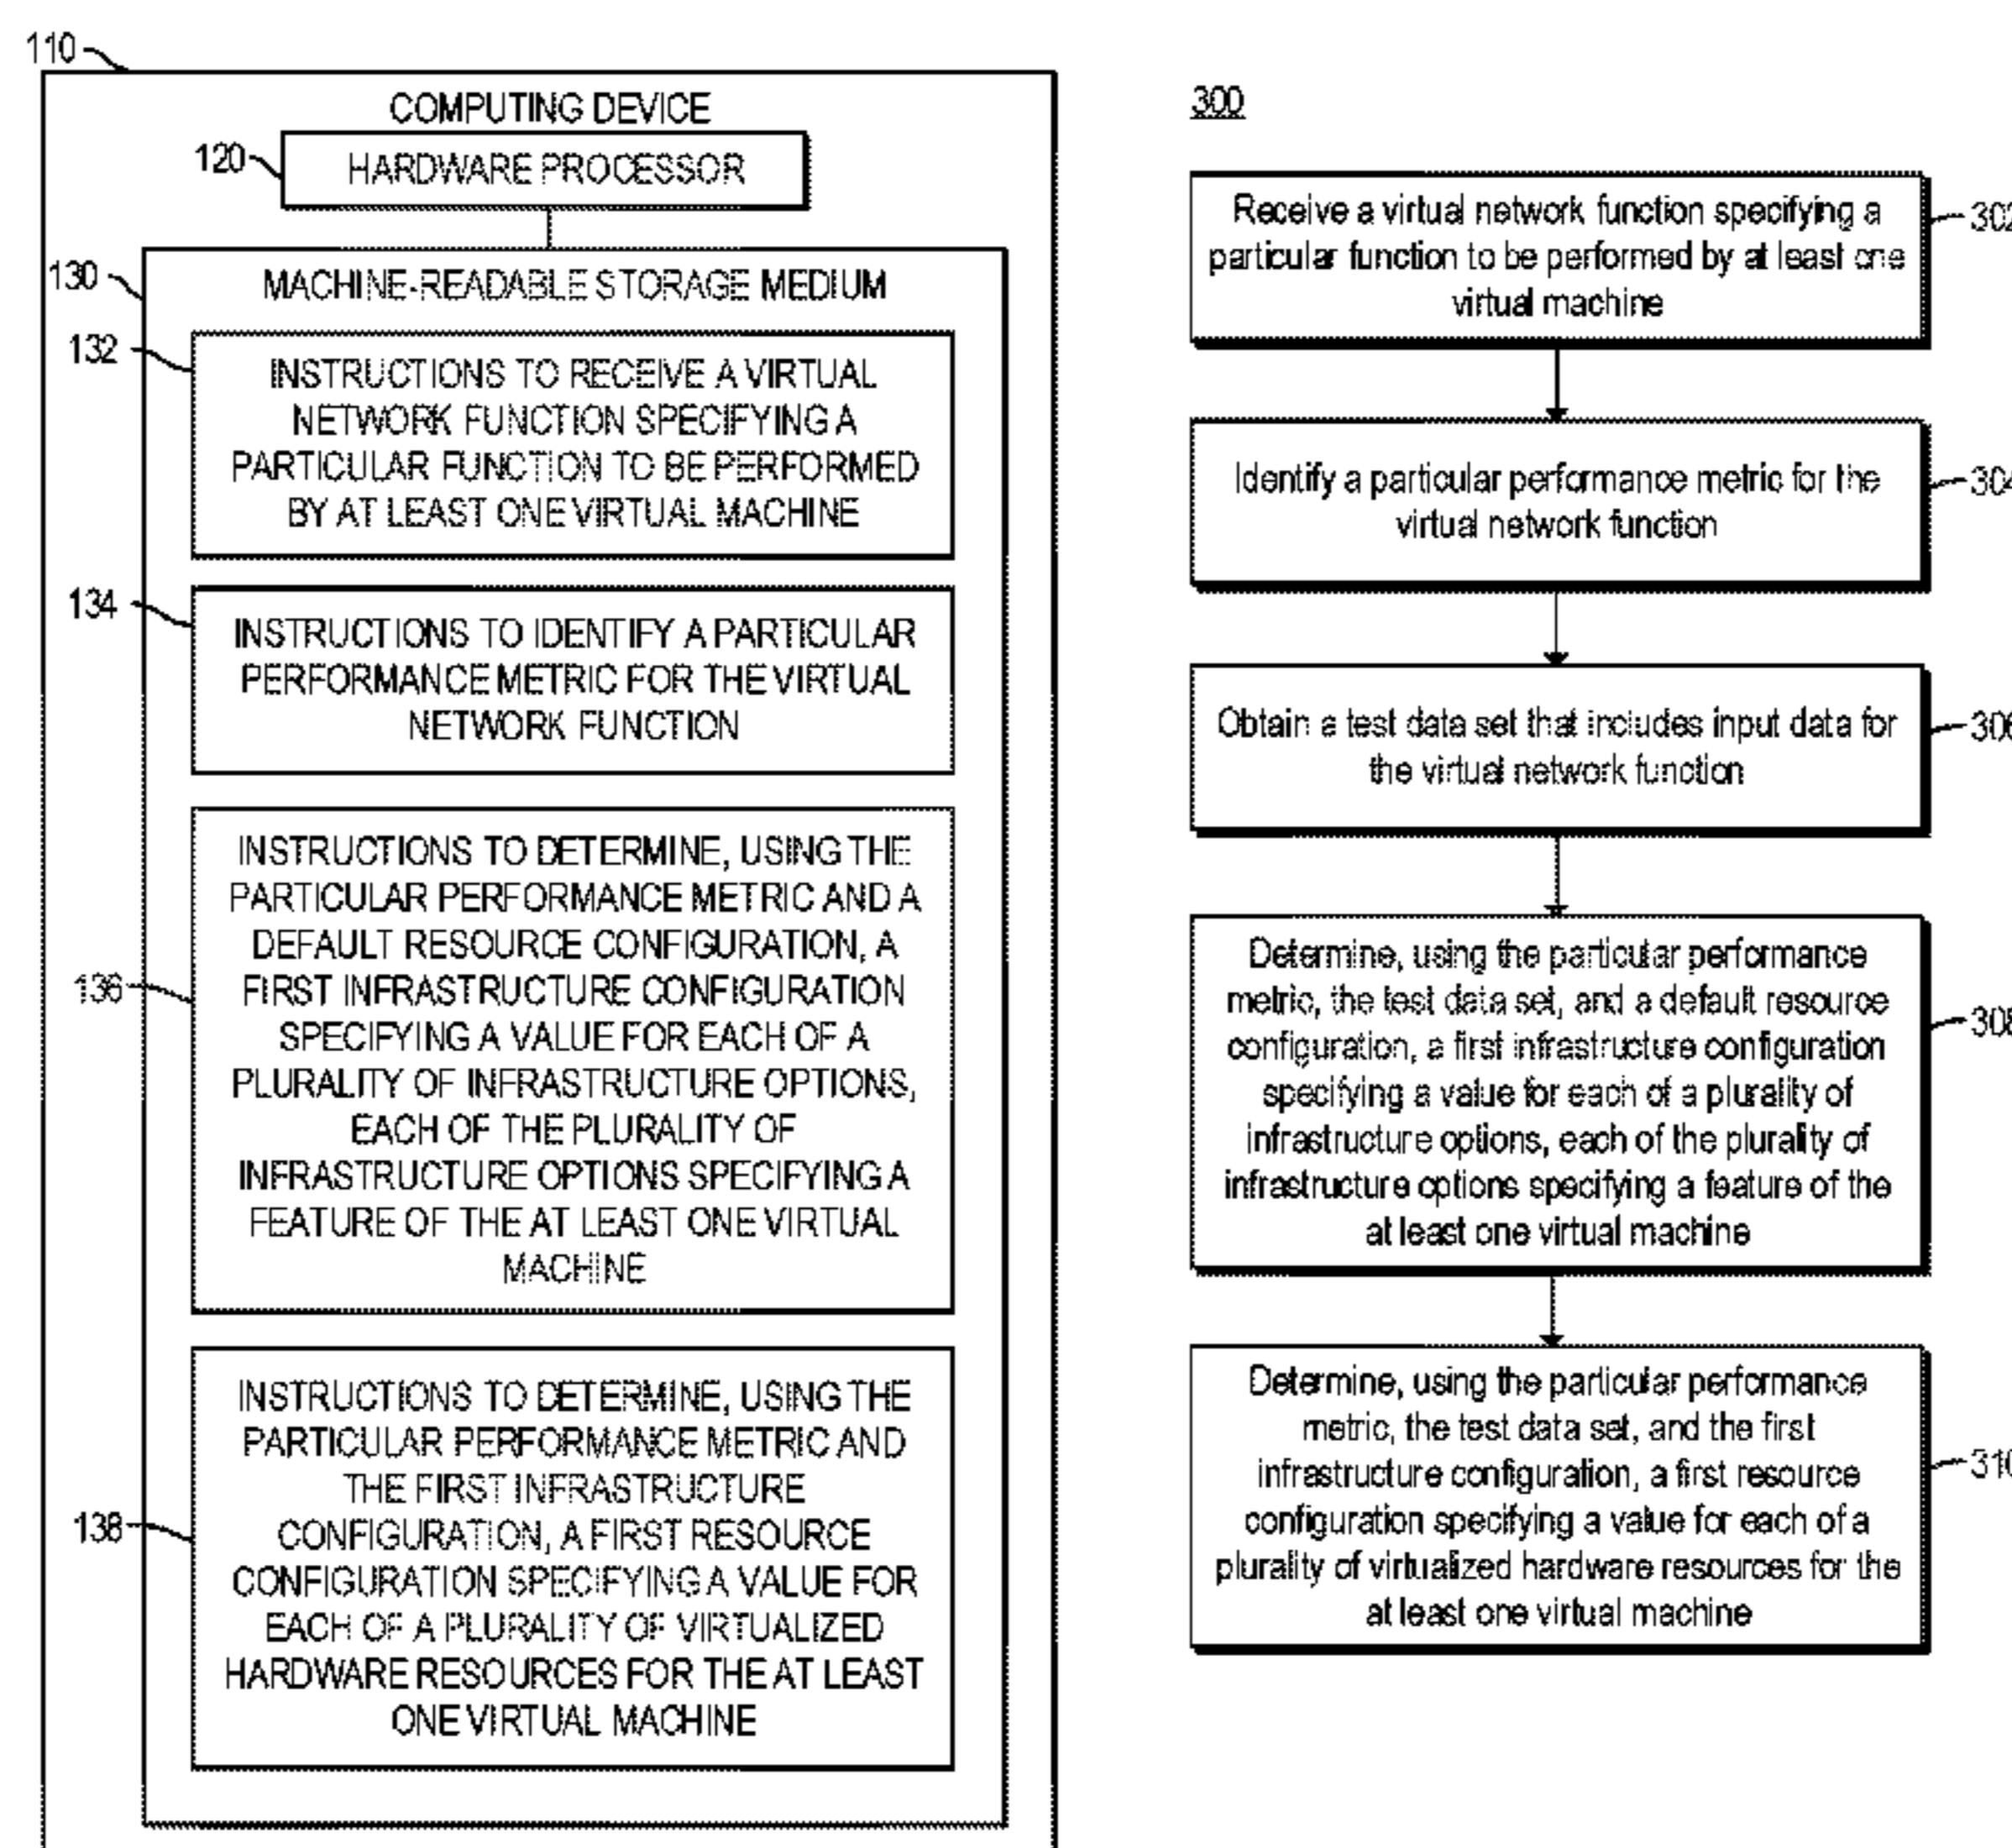 110
COMPUTING DEVICE
120
HARDWARE PROCESSOR
130
MACHINE-READABLE STORAGE MEDIUM
132
INSTRUCTIONS TO RECEIVE A VIRTUAL
NETWORK FUNCTION SPECIFYING A
PARTICULAR FUNCTION TO BE PERFORMED
BY AT LEAST ONE VIRTUAL MACHINE
134
INSTRUCTIONS TO IDENTIFY A PARTICULAR
PERFORMANCE METRIC FOR THE VIRTUAL
NETWORK FUNCTION
136
INSTRUCTIONS TO DETERMINE, USING THE
PARTICULAR PERFORMANCE METRIC AND A
DEFAULT RESOURCE CONFIGURATION, A
FIRST INFRASTRUCTURE CONFIGURATION
SPECIFYING A VALUE FOR EACH OF A
PLURALITY OF INFRASTRUCTURE OPTIONS,
EACH OF THE PLURALITY OF
INFRASTRUCTURE OPTIONS SPECIFYING A
FEATURE OF THE AT LEAST ONE VIRTUAL
MACHINE
138
INSTRUCTIONS TO DETERMINE, USING THE
PARTICULAR PERFORMANCE METRIC AND
THE FIRST INFRASTRUCTURE
CONFIGURATION, A FIRST RESOURCE
CONFIGURATION SPECIFYING A VALUE FOR
EACH OF A PLURALITY OF VIRTUALIZED
HARDWARE RESOURCES FOR THE AT LEAST
ONE VIRTUAL MACHINE
300
Receive a virtual network function specifying a
particular function to be performed by at least one
virtual machine
302
Identify a particular performance metric for the
virtual network function
304
Obtain a test data set that includes input data for
the virtual network function
306
Determine, using the particular performance
metric, the test data set, and a default resource
configuration, a first infrastructure configuration
specifying a value for each of a plurality of
infrastructure options, each of the plurality of
infrastructure options specifying a feature of the
at least one virtual machine
308
Determine, using the particular performance
metric, the test data set, and the first
infrastructure configuration, a first resource
configuration specifying a value for each of a
plurality of virtualized hardware resources for the
at least one virtual machine
310